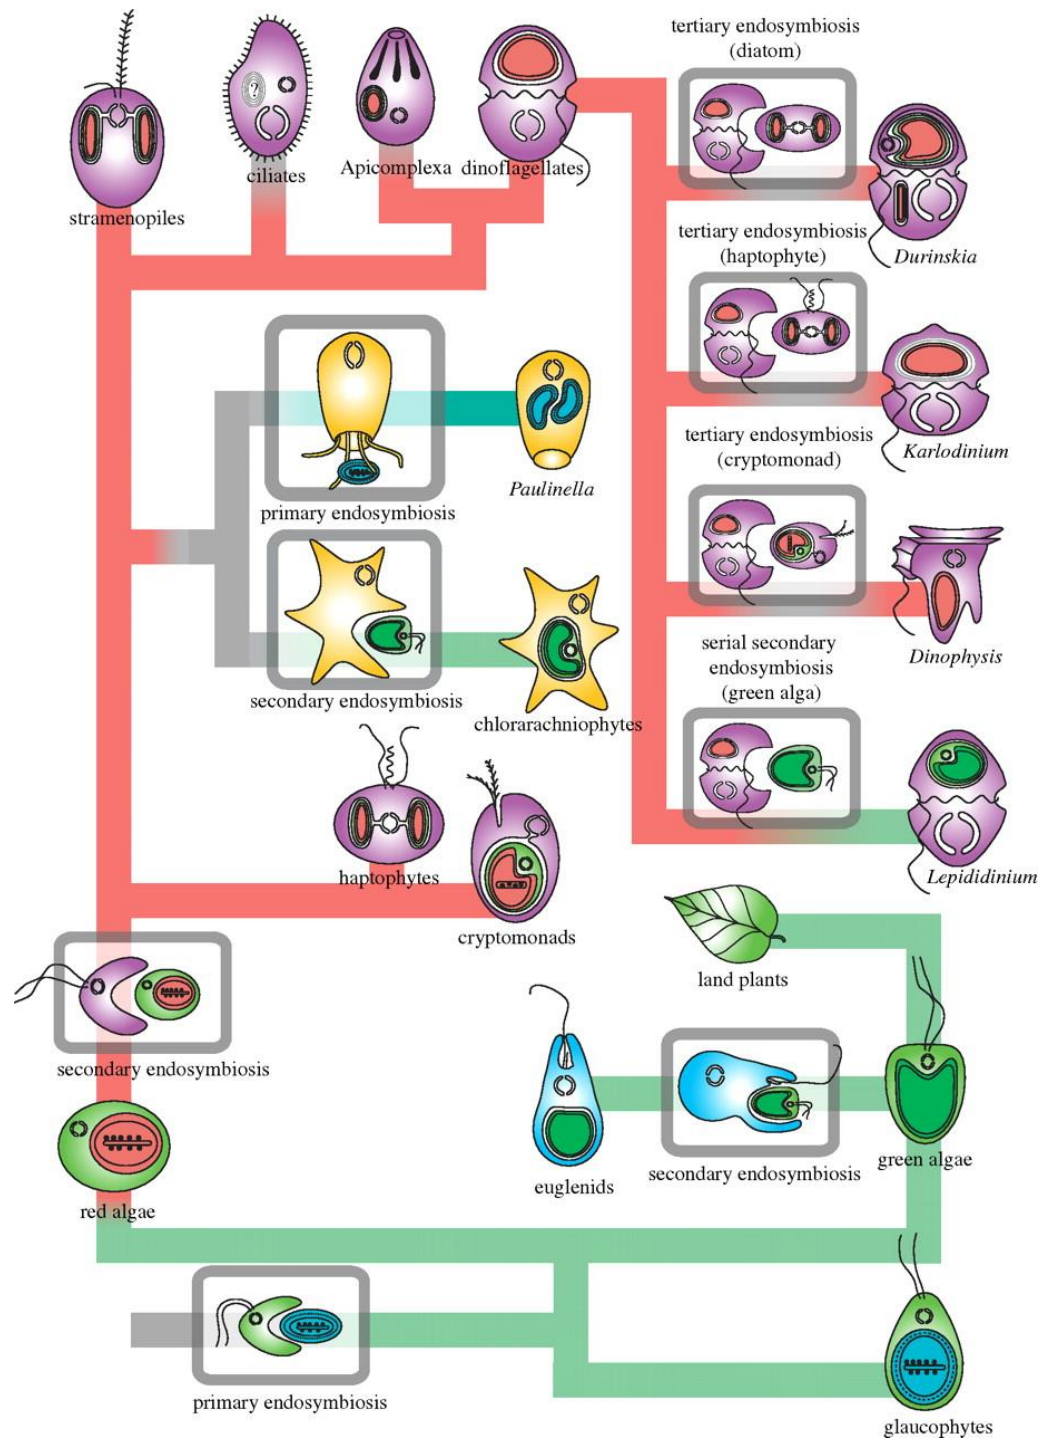 tertiary endosymbiosis
(diatom)
ciliates
Apicomplexa
dinoflagellates
stramenopiles
Durinskia
tertiary endosymbiosis
(haptophyte)
?
Karlodinium
tertiary endosymbiosis
(cryptomonad)
Paulinella
primary endosymbiosis
Dinophysis
serial secondary
endosymbiosis
(green alga)
secondary endosymbiosis
chlorarachniophytes
haptophytes
Lepididinium
cryptomonads
land plants
secondary endosymbiosis
green algae
secondary endosymbiosis
euglenids
red algae
primary endosymbiosis
glaucophytes